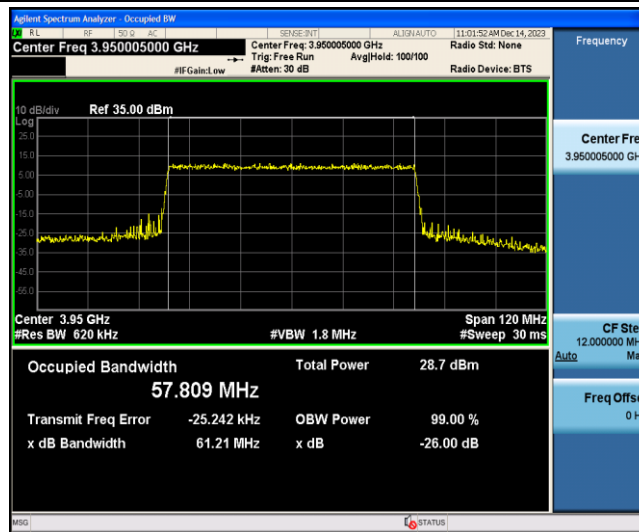 Agilent Spectrum Analyzer - Occupied BW
RL RF 50 Ω AC SENSE:INT ALIGN AUTO 11:01:52 AM Dec 14, 2023
Center Freq 3.950005000 GHz
Center Freq: 3.950005000 GHz
Radio Std: None
Trig: Free Run Avg|Hold: 100/100
#IFGain:Low #Atten: 30 dB Radio Device: BTS
Frequency
10 dB/div Ref 35.00 dBm
Log
25.0
15.0
5.00
-5.00
-15.0
-25.0
-35.0
-45.0
-55.0
Center 3.95 GHz Span 120 MHz
#Res BW 620 kHz #VBW 1.8 MHz #Sweep 30 ms
Occupied Bandwidth Total Power 28.7 dBm
57.809 MHz
Transmit Freq Error -25.242 kHz OBW Power 99.00 %
x dB Bandwidth 61.21 MHz x dB -26.00 dB
Center Fre
3.950005000 GH
CF Ste
12.000000 MH
Auto Ma
Freq Offse
0 H
MSG STATUS